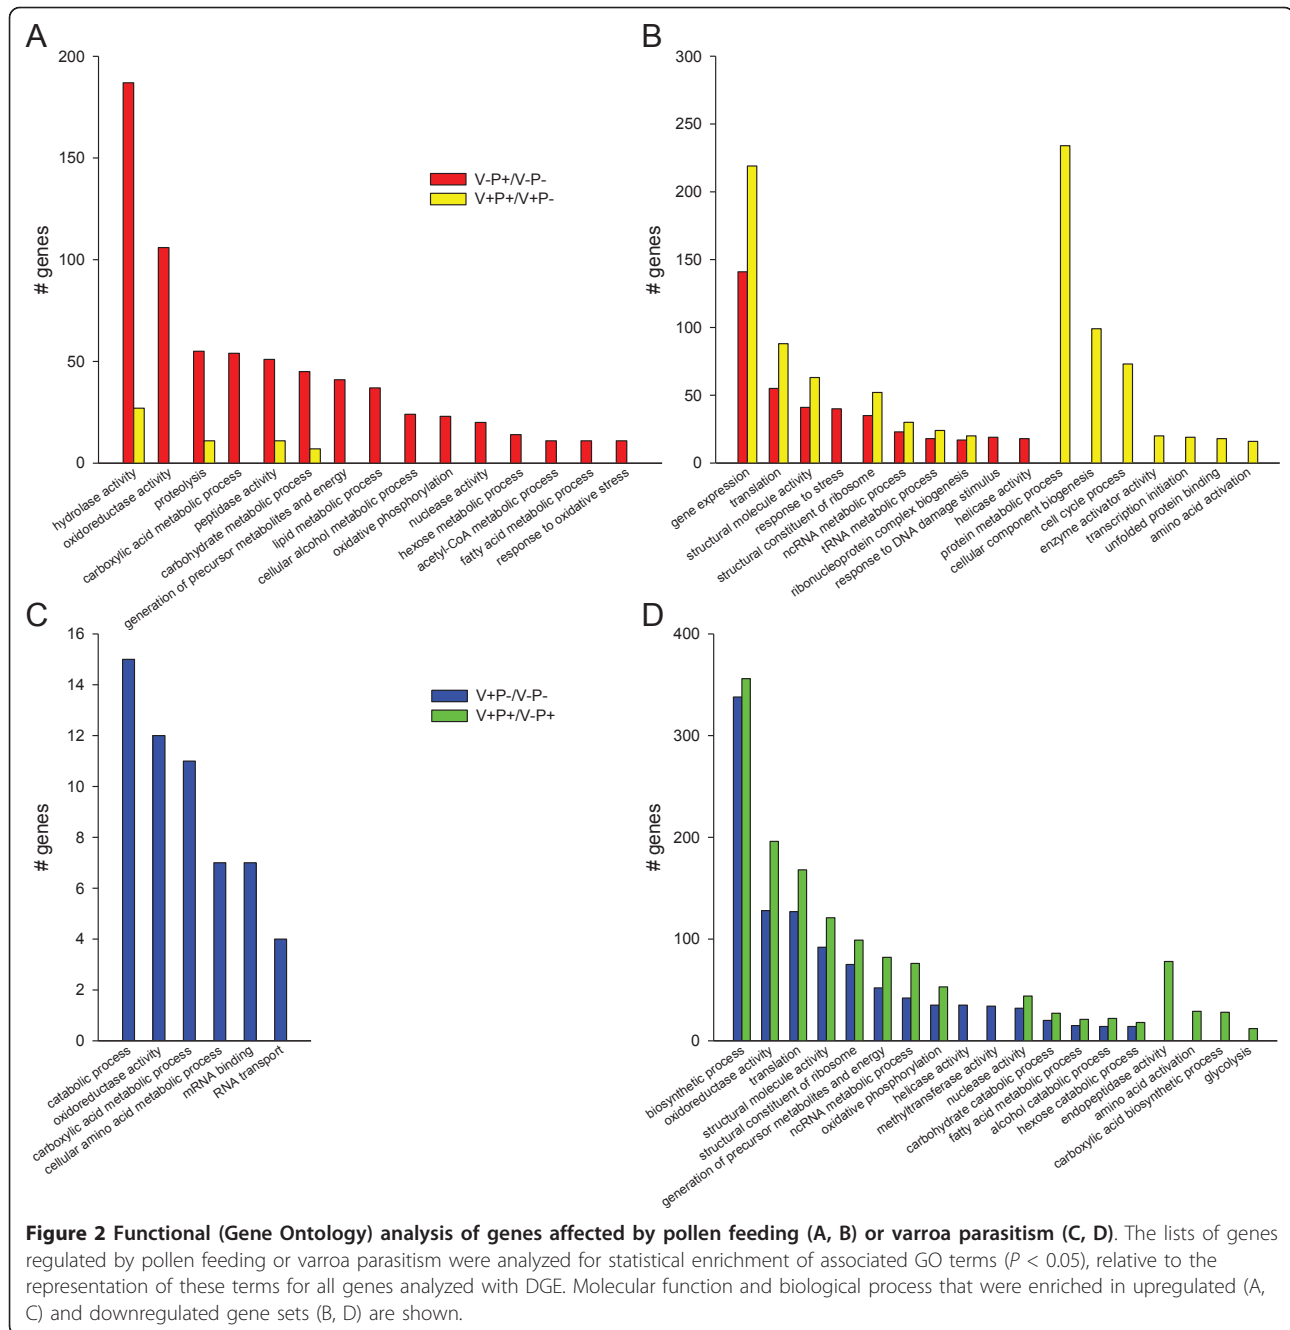 A
B
200
150
100
50
0
# genes
V-P+/V-P-
V+P+/V+P-
hydrolase activity
oxidoreductase activity
proteolysis
carboxylic acid metabolic process
peptidase activity
carbohydrate metabolic process
generation of precursor metabolites and energy
lipid metabolic process
cellular alcohol metabolic process
oxidative phosphorylation
nuclease activity
hexose metabolic process
acetyl-CoA metabolic process
fatty acid metabolic process
response to oxidative stress
300
250
200
150
100
50
0
# genes
gene expression
translation
structural molecule activity
response to stress
structural constituent of ribosome
ncRNA metabolic process
tRNA metabolic process
ribonucleoprotein complex biogenesis
response to DNA damage stimulus
helicase activity
protein metabolic process
cellular component biogenesis
cell cycle process
enzyme activator activity
transcription initiation
unfolded protein binding
amino acid activation
C
D
16
14
12
10
8
6
4
2
0
# genes
V+P-/V-P-
V+P+/V-P+
catabolic process
oxidoreductase activity
carboxylic acid metabolic process
cellular amino acid metabolic process
mRNA binding
RNA transport
400
300
200
100
0
# genes
biosynthetic process
oxidoreductase activity
translation
structural molecule activity
structural constituent of ribosome
generation of precursor metabolites and energy
ncRNA metabolic process
oxidative phosphorylation
helicase activity
methyltransferase activity
nuclease activity
carbohydrate catabolic process
fatty acid metabolic process
alcohol catabolic process
hexose catabolic process
endopeptidase activity
amino acid activation
carboxylic acid biosynthetic process
glycolysis
Figure 2 Functional (Gene Ontology) analysis of genes affected by pollen feeding (A, B) or varroa parasitism (C, D). The lists of genes
regulated by pollen feeding or varroa parasitism were analyzed for statistical enrichment of associated GO terms (P < 0.05), relative to the
representation of these terms for all genes analyzed with DGE. Molecular function and biological process that were enriched in upregulated (A,
C) and downregulated gene sets (B, D) are shown.